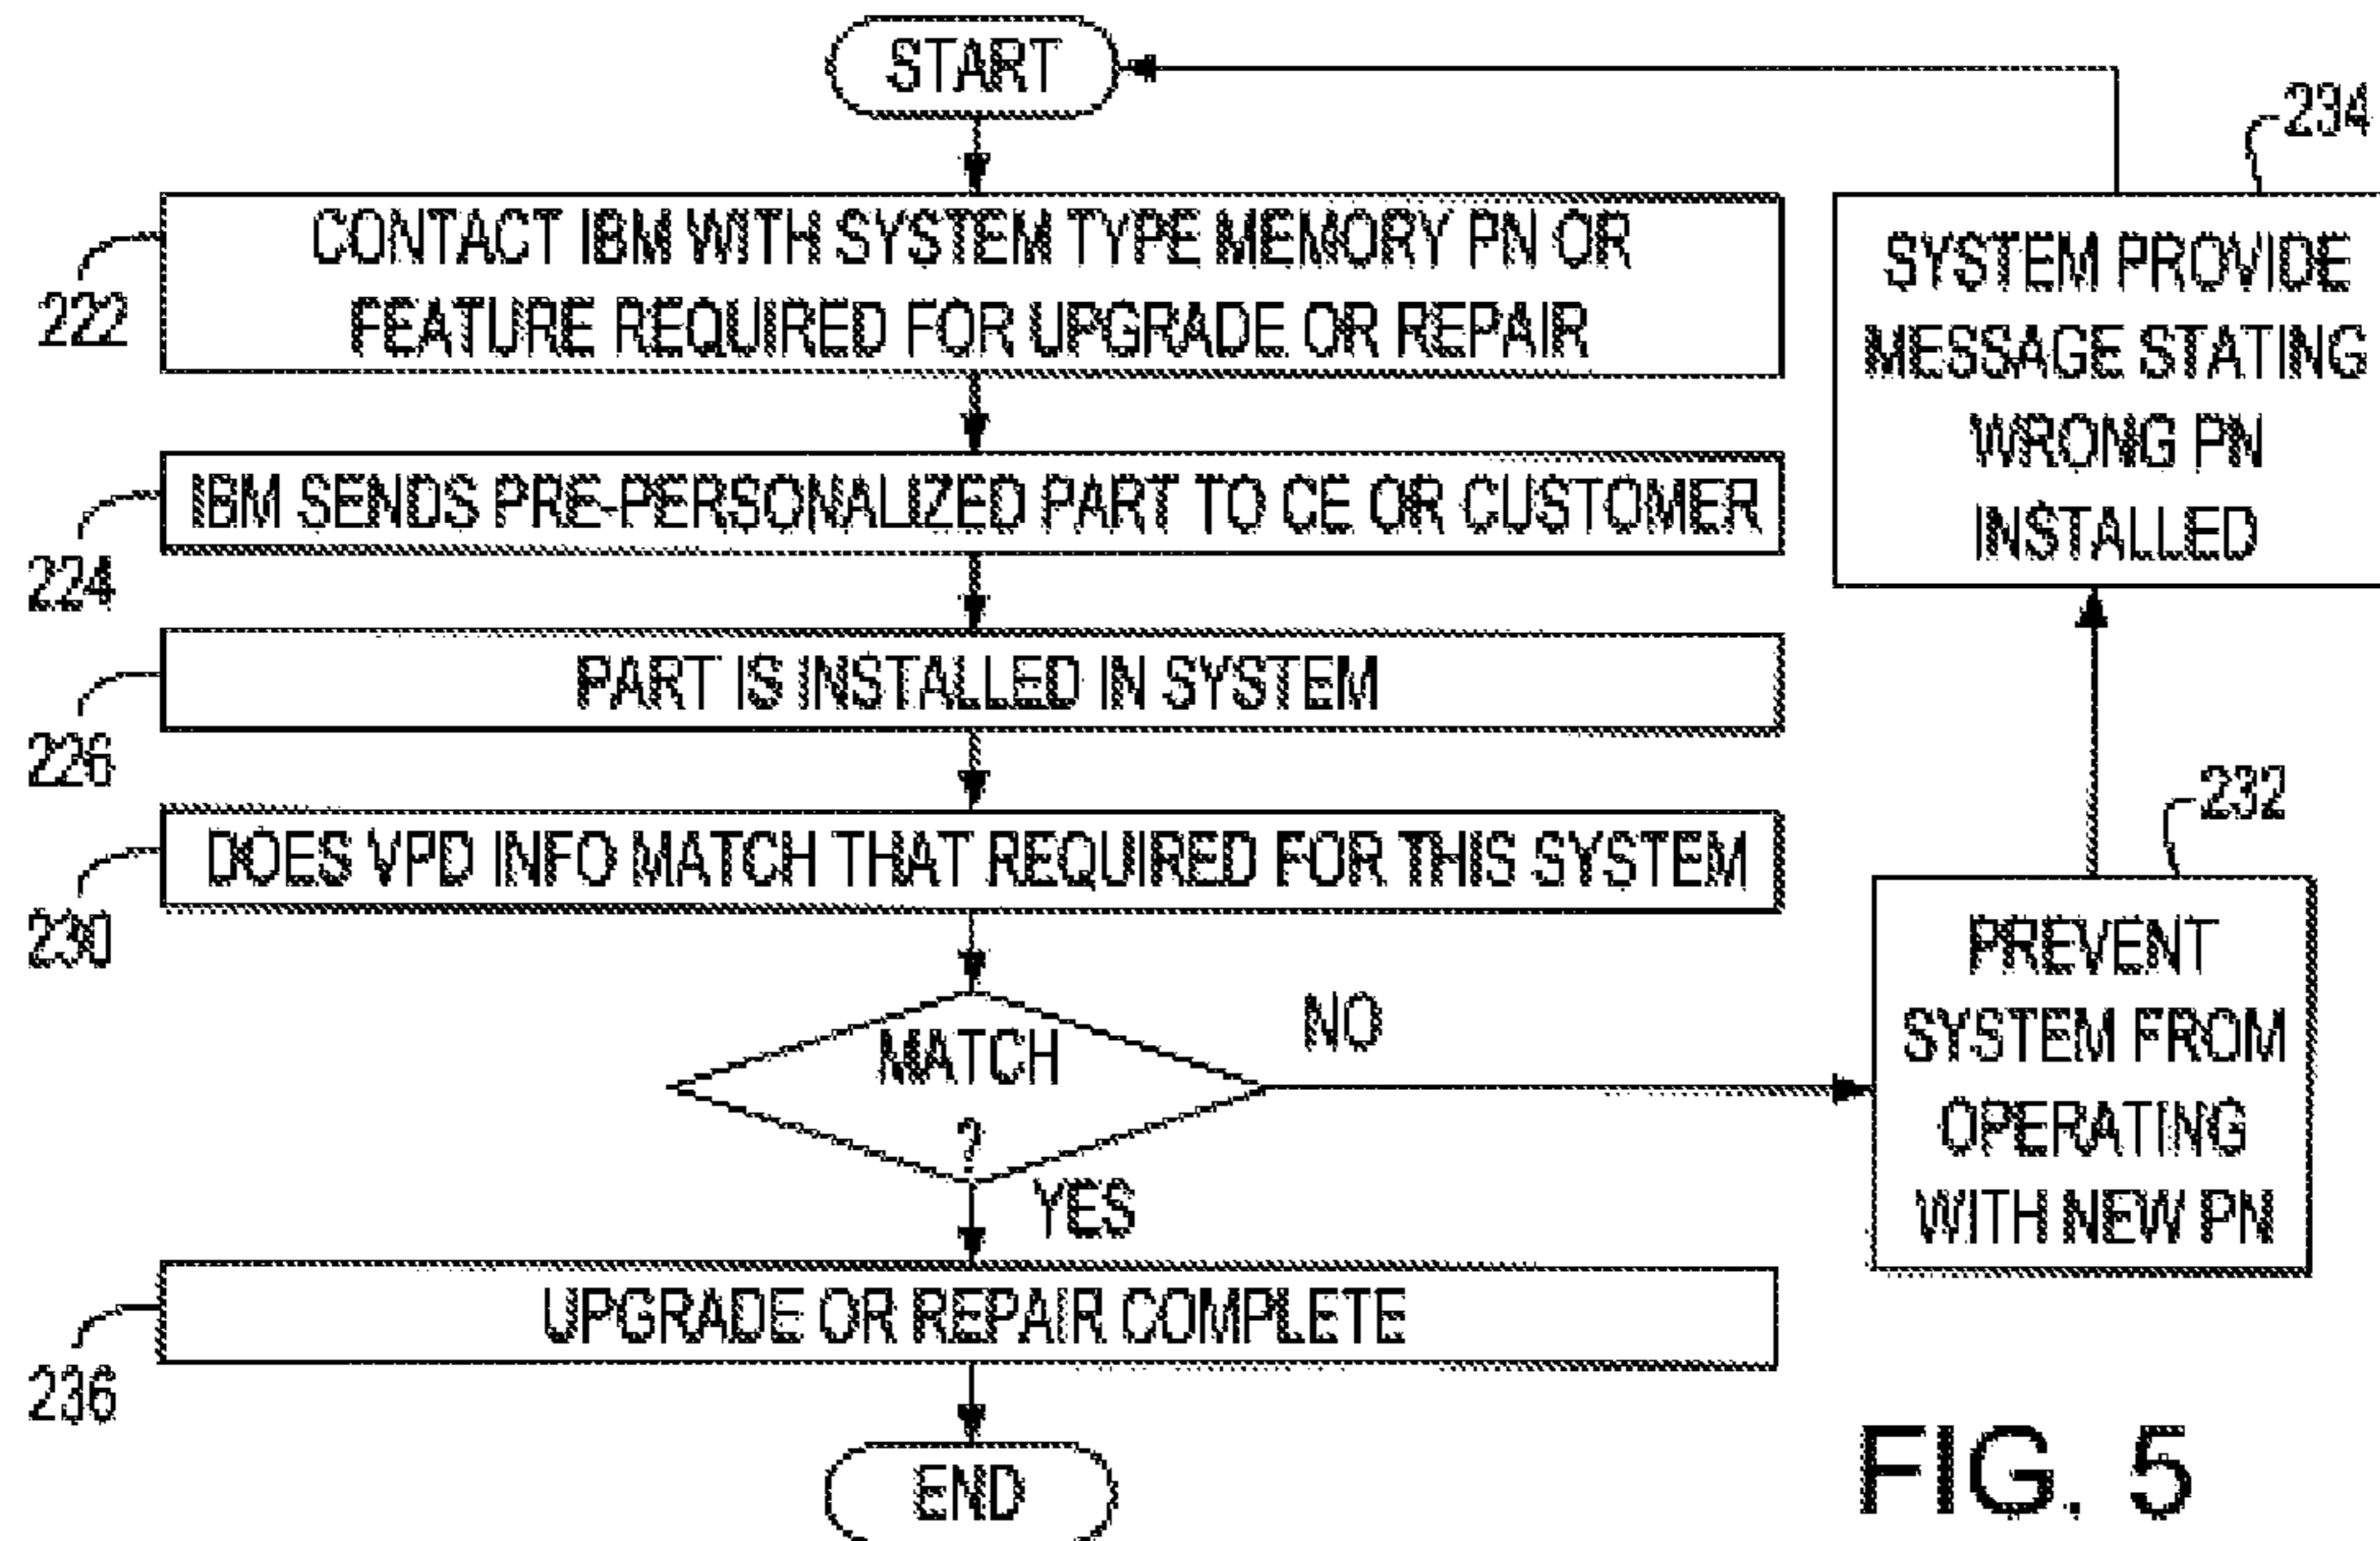 START
234
CONTACT IBM WITH SYSTEM TYPE MEMORY PN OR
FEATURE REQUIRED FOR UPGRADE OR REPAIR
222
SYSTEM PROVIDE
MESSAGE STATING
WRONG PN
INSTALLED
IBM SENDS PRE-PERSONALIZED PART TO CE OR CUSTOMER
224
PART IS INSTALLED IN SYSTEM
226
DOES VPD INFO MATCH THAT REQUIRED FOR THIS SYSTEM
230
232
PREVENT
SYSTEM FROM
OPERATING
WITH NEW PN
MATCH
?
NO
YES
UPGRADE OR REPAIR COMPLETE
236
END
FIG. 5